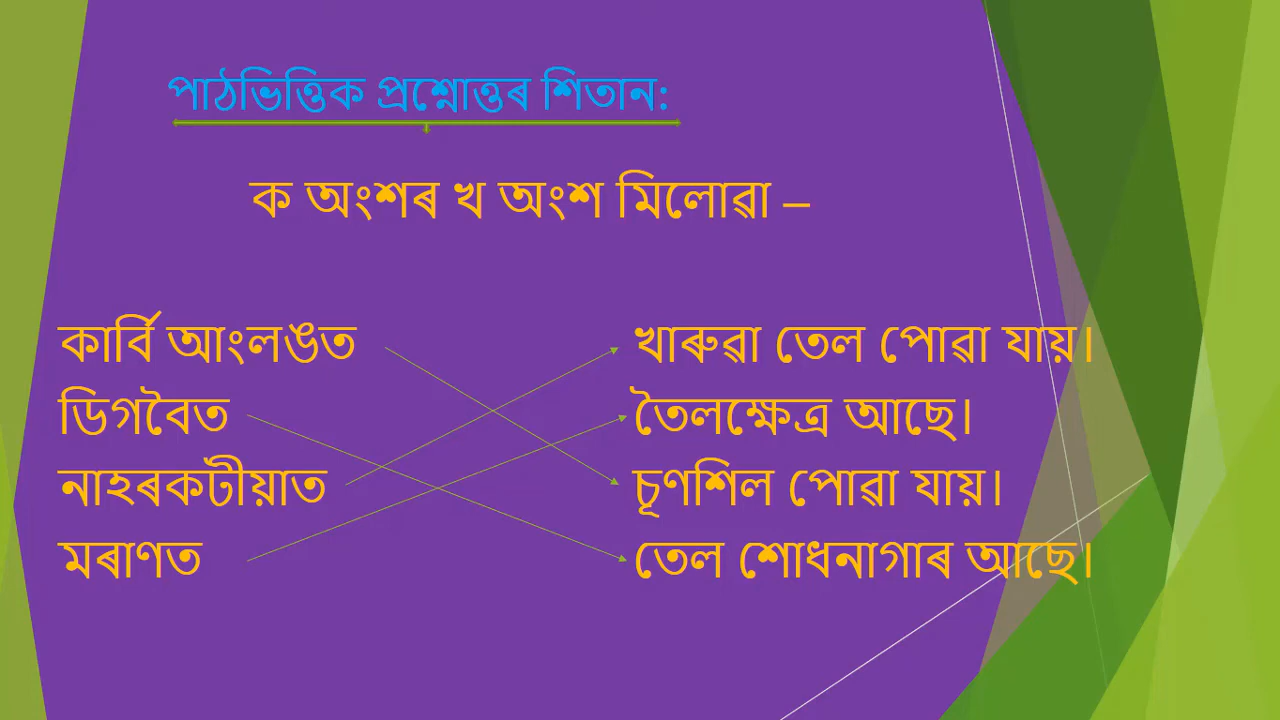 পাঠভিত্তিক প্ৰশ্নোত্তৰ শিতান:
ক অংশৰ খ অংশ মিলোৱা –
কাৰ্বি আংলঙত খাৰুৱা তেল পোৱা যায়।
ডিগবৈত তৈলক্ষেত্ৰ আছে।
নাহৰকটীয়াত চূণশিল পোৱা যায়।
মৰাণত তেল শোধনাগাৰ আছে।